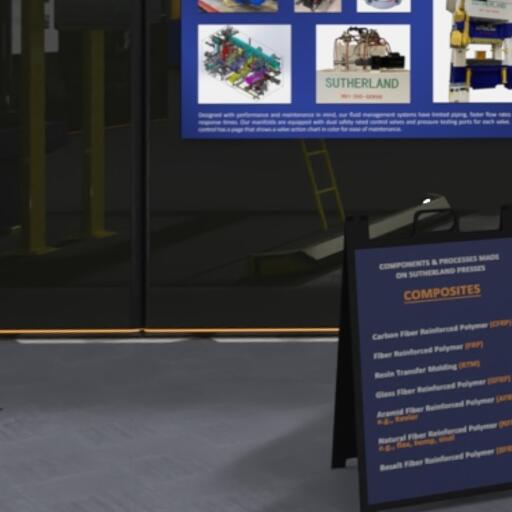 SUTHERLAND
Designed with performance and maintenance in mind, our fluid management systems have limited piping, faster flow rates
response times. Our manifolds are equipped with dual safety rated control valves and pressure testing ports for each valve.
control has a page that shows a valve action chart in color for ease of maintenance.
COMPONENTS & PROCESSES MADE
ON SUTHERLAND PRESSES
COMPOSITES
Carbon Fiber Reinforced Polymer (CFRP)
Fiber Reinforced Polymer (FRP)
Resin Transfer Molding (RTM)
Glass Fiber Reinforced Polymer (GFRP)
Aramid Fiber Reinforced Polymer
e.g., Kevlar
Natural Fiber Reinforced Polymer
e.g., flax, hemp, sisal
Basalt Fiber Reinforced Polymer